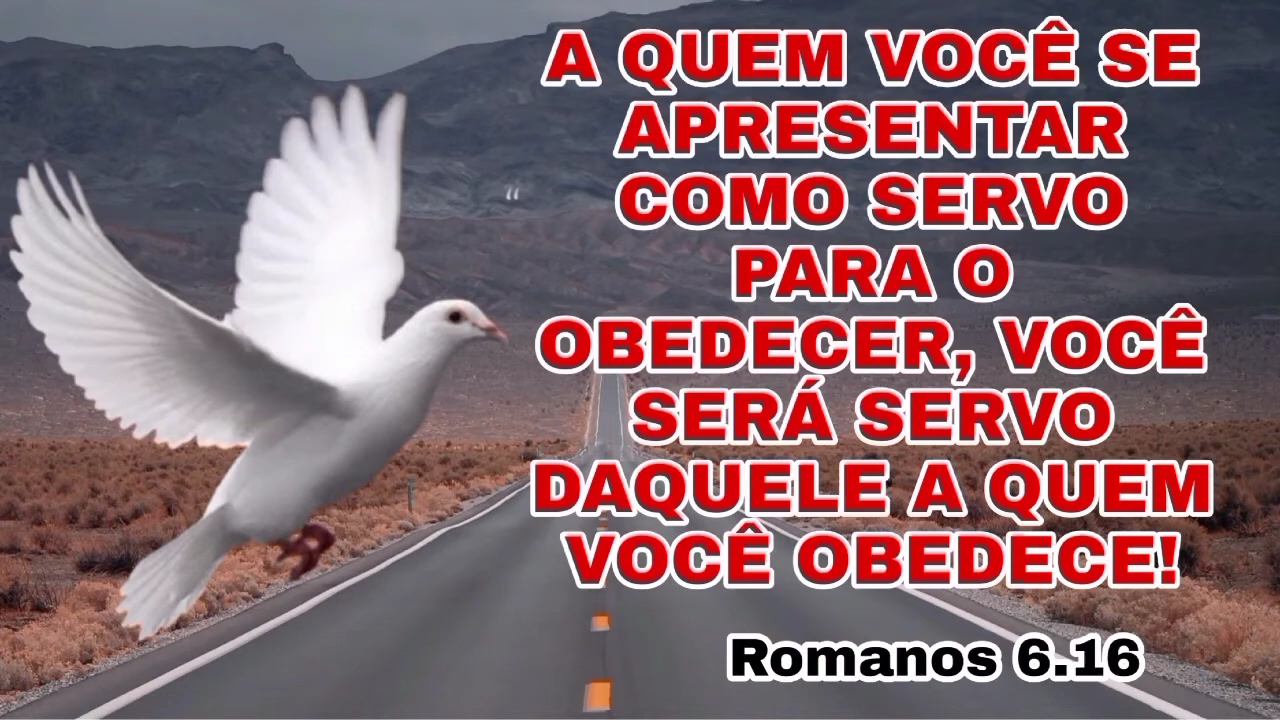 A QUEM VOCÊ SE
APRESENTAR
COMO SERVO
PARA O
OBEDECER, VOCÊ
SERÁ SERVO
DAQUELE A QUEM
VOCÊ OBEDECE!
Romanos 6.16